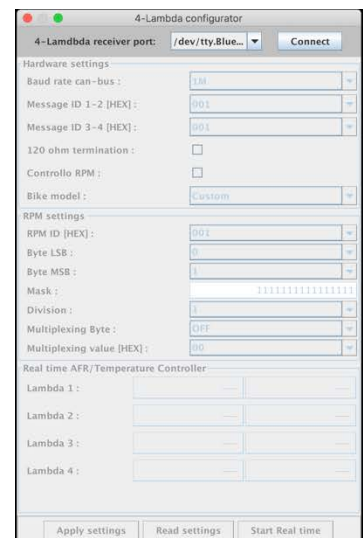 4-Lambda configurator
4-Lamdbda receiver port: /dev/tty.Blue... Connect
Hardware settings
Baud rate can-bus : 1M
Message ID 1-2 [HEX] : 001
Message ID 3-4 [HEX] : 001
120 ohm termination :
Controllo RPM :
Bike model : Custom
RPM settings
RPM ID [HEX] : 001
Byte LSB : 0
Byte MSB : 1
Mask : 1111111111111111
Division : 1
Multiplexing Byte : OFF
Multiplexing value [HEX] : 00
Real time AFR/Temperature Controller
Lambda 1 : --- ---
Lambda 2 : --- ---
Lambda 3 : --- ---
Lambda 4 : --- ---
Apply settings Read settings Start Real time